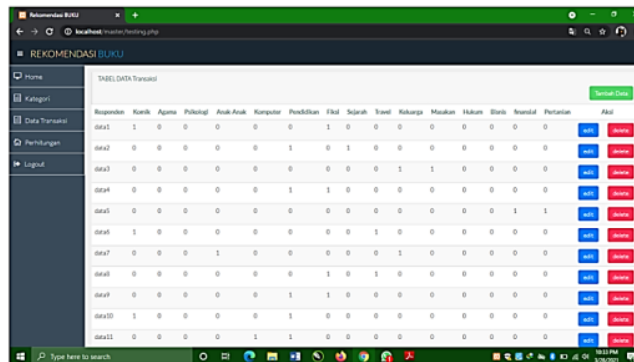 Rekomendasi BUKU
localhost/master/testing.php
REKOMENDASI BUKU
Home
Kategori
Data Transaksi
Perhitungan
Logout
TABEL DATA Transaksi
Tambah Data
Responden Komik Agama Psikologi Anak-Anak Komputer Pendidikan Fiksi Sejarah Travel Keluarga Masakan Hukum Bisnis finansial Pertanian Aksi
data1 1 0 0 0 0 0 1 0 0 0 0 0 0 0 0 edit delete
data2 0 0 0 0 0 1 0 1 0 0 0 0 0 0 0 edit delete
data3 0 0 0 0 0 0 0 0 0 1 1 0 0 0 0 edit delete
data4 0 0 0 0 0 1 1 0 0 0 0 0 0 0 0 edit delete
data5 0 0 0 0 0 0 0 0 0 0 0 0 0 1 1 edit delete
data6 1 0 0 0 0 0 0 0 1 0 0 0 0 0 0 edit delete
data7 0 0 0 1 0 0 0 0 0 1 0 0 0 0 0 edit delete
data8 0 0 0 0 0 0 1 0 1 0 0 0 0 0 0 edit delete
data9 0 0 0 0 0 1 1 0 0 0 0 0 0 0 0 edit delete
data10 1 0 0 0 0 1 0 0 0 0 0 0 0 0 0 edit delete
data11 0 0 0 0 1 1 0 0 0 0 0 0 0 0 0 edit delete
Type here to search
10:53 PM
3/26/2021